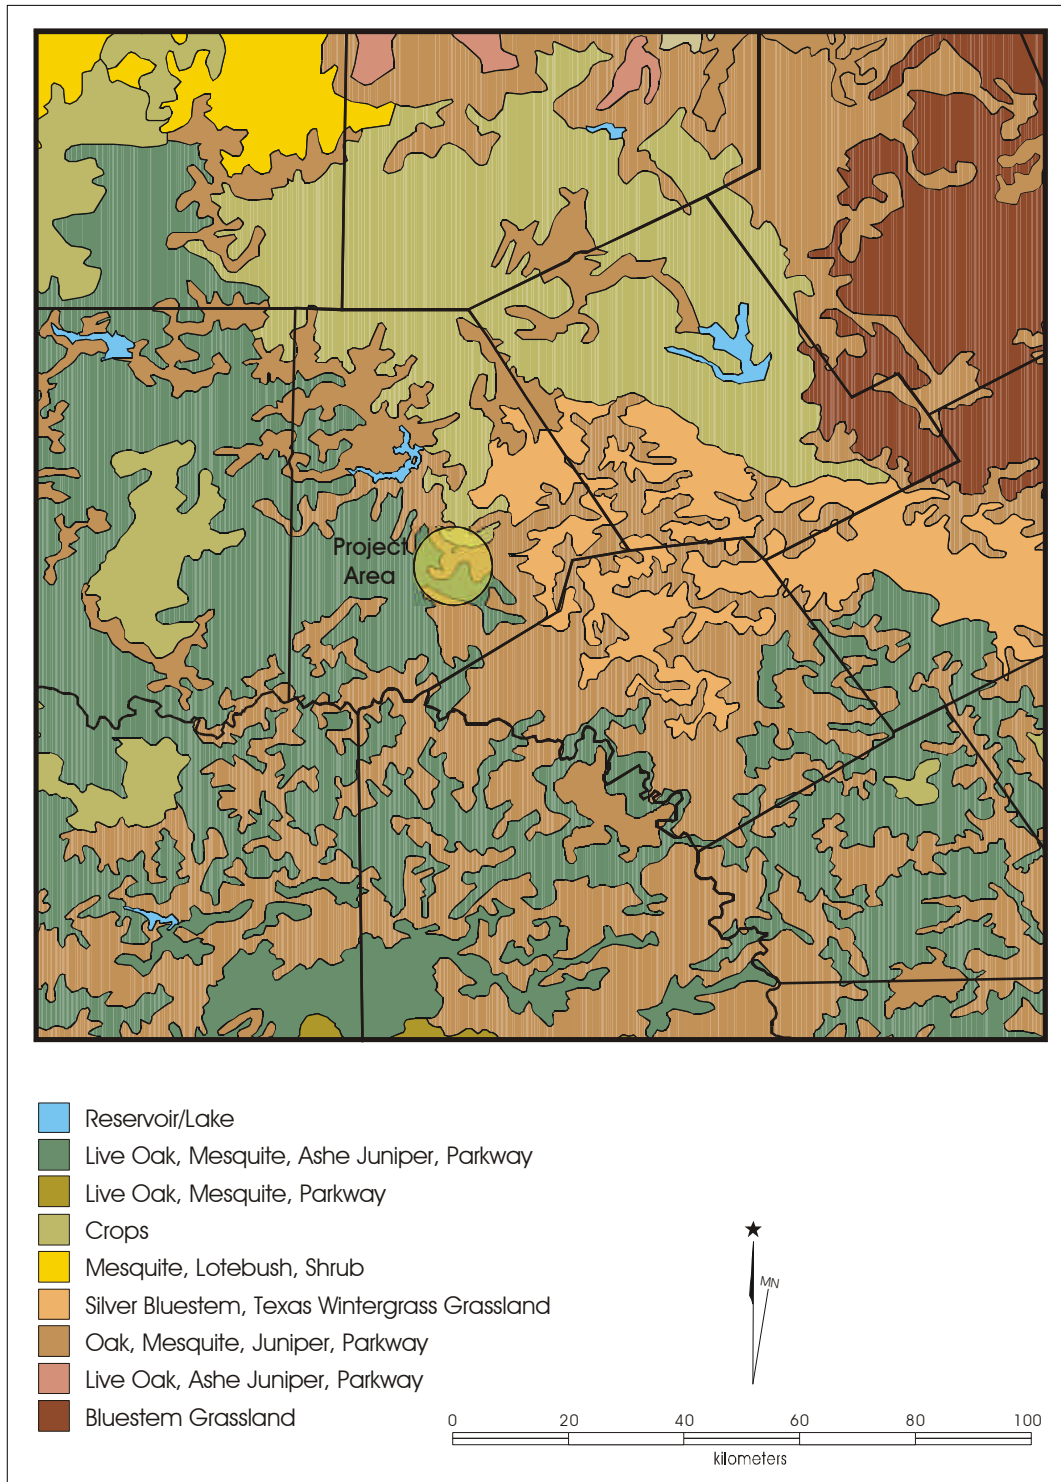 Project
Area
Reservoir/Lake
Live Oak, Mesquite, Ashe Juniper, Parkway
Live Oak, Mesquite, Parkway
Crops
Mesquite, Lotebush, Shrub
Silver Bluestem, Texas Wintergrass Grassland
Oak, Mesquite, Juniper, Parkway
Live Oak, Ashe Juniper, Parkway
Bluestem Grassland
MN
0 20 40 60 80 100
kilometers